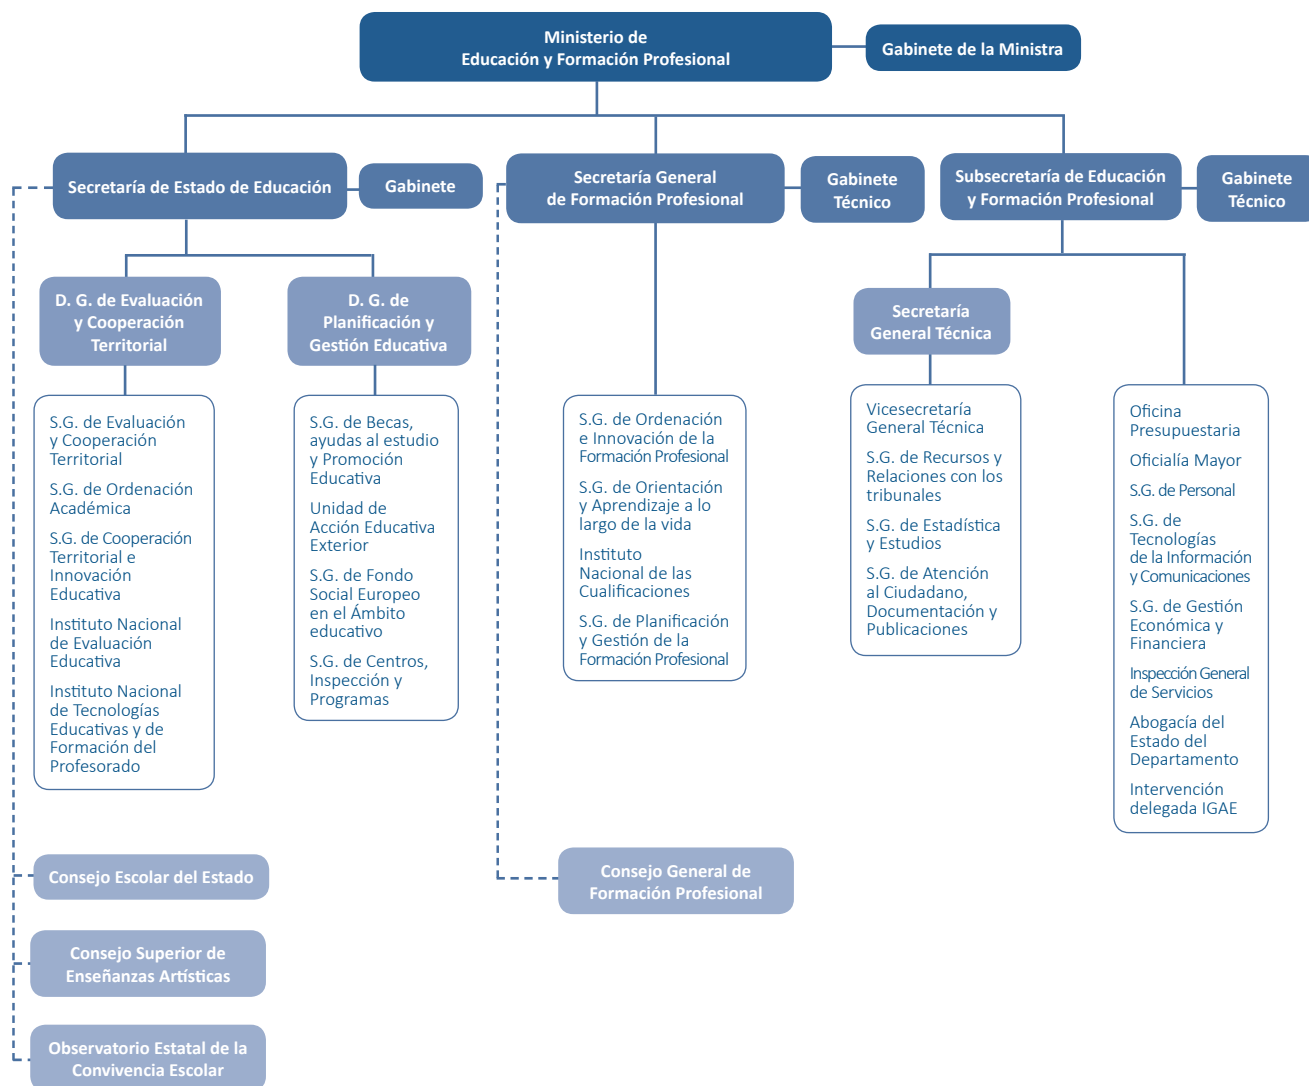 Ministerio de
Educación y Formación Profesional
Gabinete de la Ministra
Secretaría de Estado de Educación
Gabinete
Secretaría General
de Formación Profesional
Gabinete
Técnico
Subsecretaría de Educación
y Formación Profesional
Gabinete
Técnico
D. G. de Evaluación
y Cooperación
Territorial
D. G. de
Planificación y
Gestión Educativa
Secretaría
General Técnica
S.G. de Evaluación
y Cooperación
Territorial
S.G. de Ordenación
Académica
S.G. de Cooperación
Territorial e
Innovación
Educativa
Instituto Nacional
de Evaluación
Educativa
Instituto Nacional
de Tecnologías
Educativas y de
Formación del
Profesorado
S.G. de Becas,
ayudas al estudio
y Promoción
Educativa
Unidad de
Acción Educativa
Exterior
S.G. de Fondo
Social Europeo
en el Ámbito
educativo
S.G. de Centros,
Inspección y
Programas
S.G. de Ordenación
e Innovación de la
Formación Profesional
S.G. de Orientación
y Aprendizaje a lo
largo de la vida
Instituto
Nacional de las
Cualificaciones
S.G. de Planificación
y Gestión de la
Formación Profesional
Vicesecretaría
General Técnica
S.G. de Recursos y
Relaciones con los
tribunales
S.G. de Estadística
y Estudios
S.G. de Atención
al Ciudadano,
Documentación y
Publicaciones
Oficina
Presupuestaria
Oficialía Mayor
S.G. de Personal
S.G. de
Tecnologías
de la Información
y Comunicaciones
S.G. de Gestión
Económica y
Financiera
Inspección General
de Servicios
Abogacía del
Estado del
Departamento
Intervención
delegada IGAE
Consejo Escolar del Estado
Consejo General de
Formación Profesional
Consejo Superior de
Enseñanzas Artísticas
Observatorio Estatal de la
Convivencia Escolar